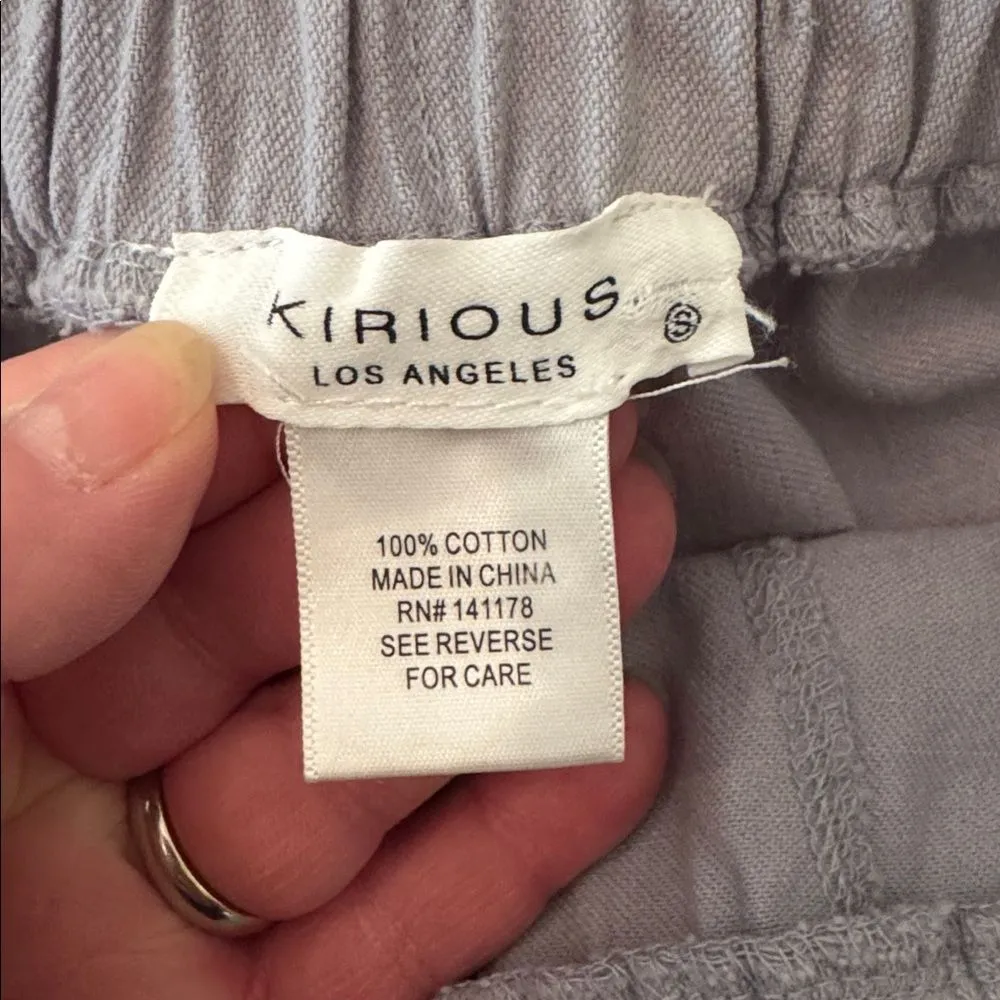 KIRIOUS
LOS ANGELES
S
100% COTTON
MADE IN CHINA
RN# 141178
SEE REVERSE
FOR CARE